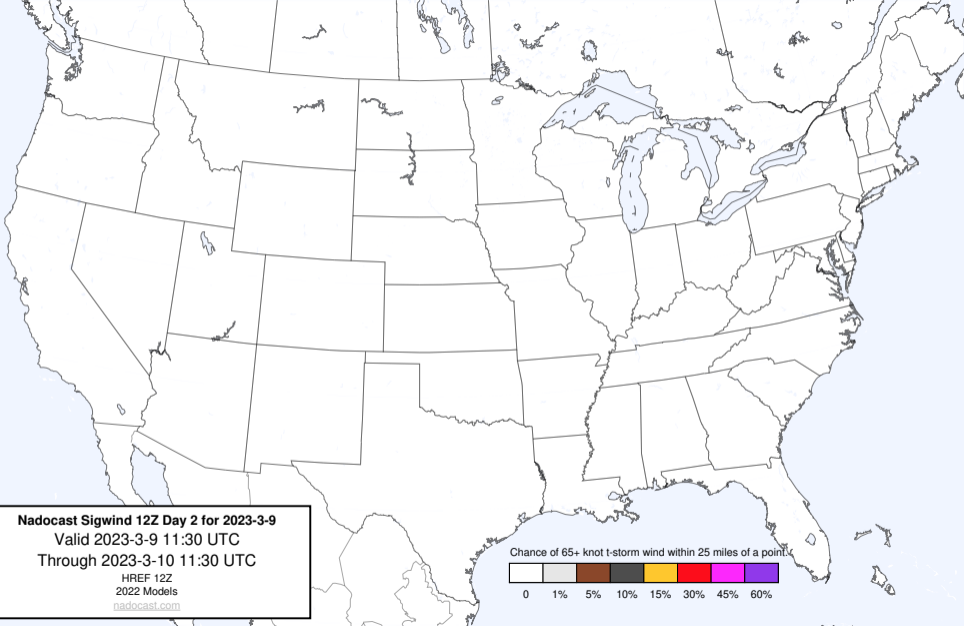 Nadocast Sigwind 12Z Day 2 for 2023-3-9
Valid 2023-3-9 11:30 UTC
Through 2023-3-10 11:30 UTC
HREF 12Z
2022 Models
nadocast.com
Chance of 65+ knot t-storm wind within 25 miles of a point.
0 1% 5% 10% 15% 30% 45% 60%